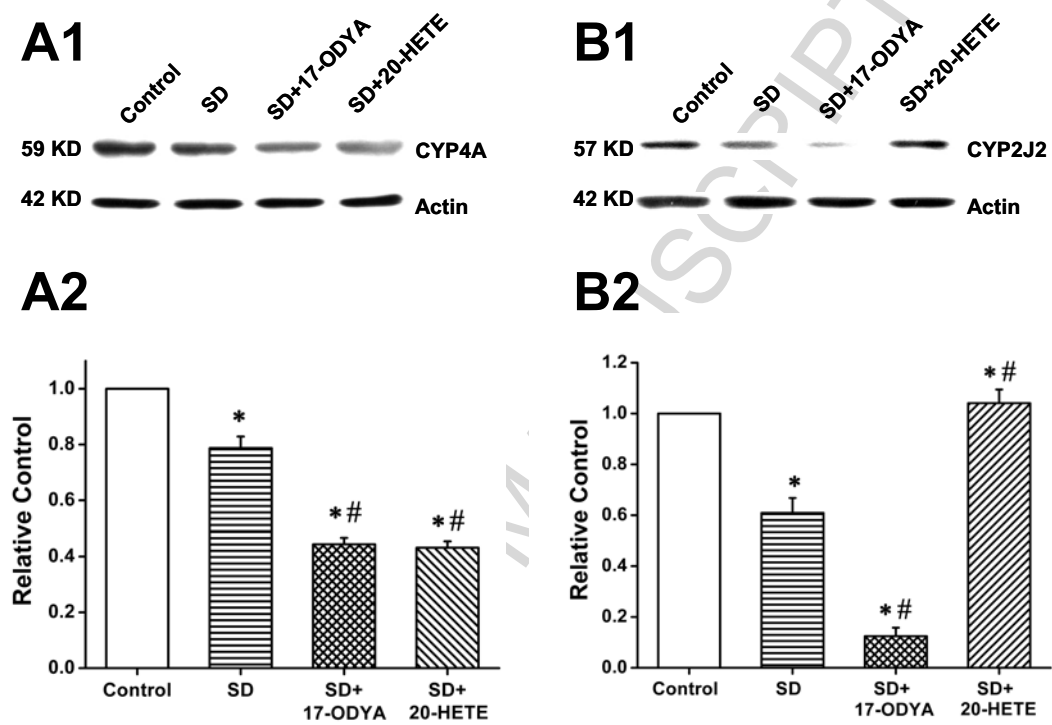 A1
Control
SD
SD+17-ODYA
SD+20-HETE
59 KD
CYP4A
42 KD
Actin
B1
Control
SD
SD+17-ODYA
SD+20-HETE
57 KD
CYP2J2
42 KD
Actin
A2
Relative Control
1.0
0.8
0.6
0.4
0.2
0.0
*
*#
*#
Control
SD
SD+
17-ODYA
SD+
20-HETE
B2
Relative Control
1.2
1.0
0.8
0.6
0.4
0.2
0.0
*
*#
*#
Control
SD
SD+
17-ODYA
SD+
20-HETE
ISCRIPT